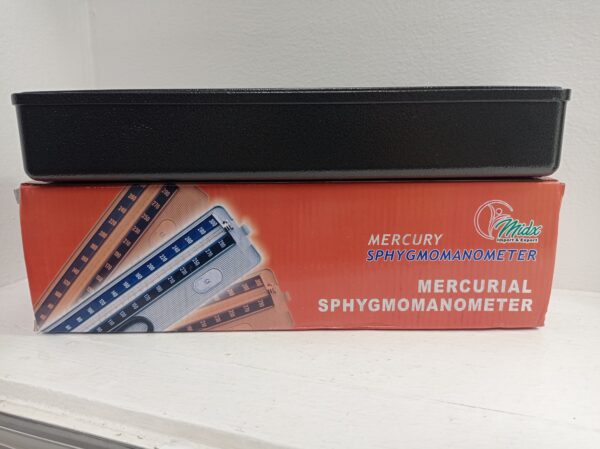 Midx
Import & Export
MERCURY
SPHYGMOMANOMETER
MERCURIAL
SPHYGMOMANOMETER